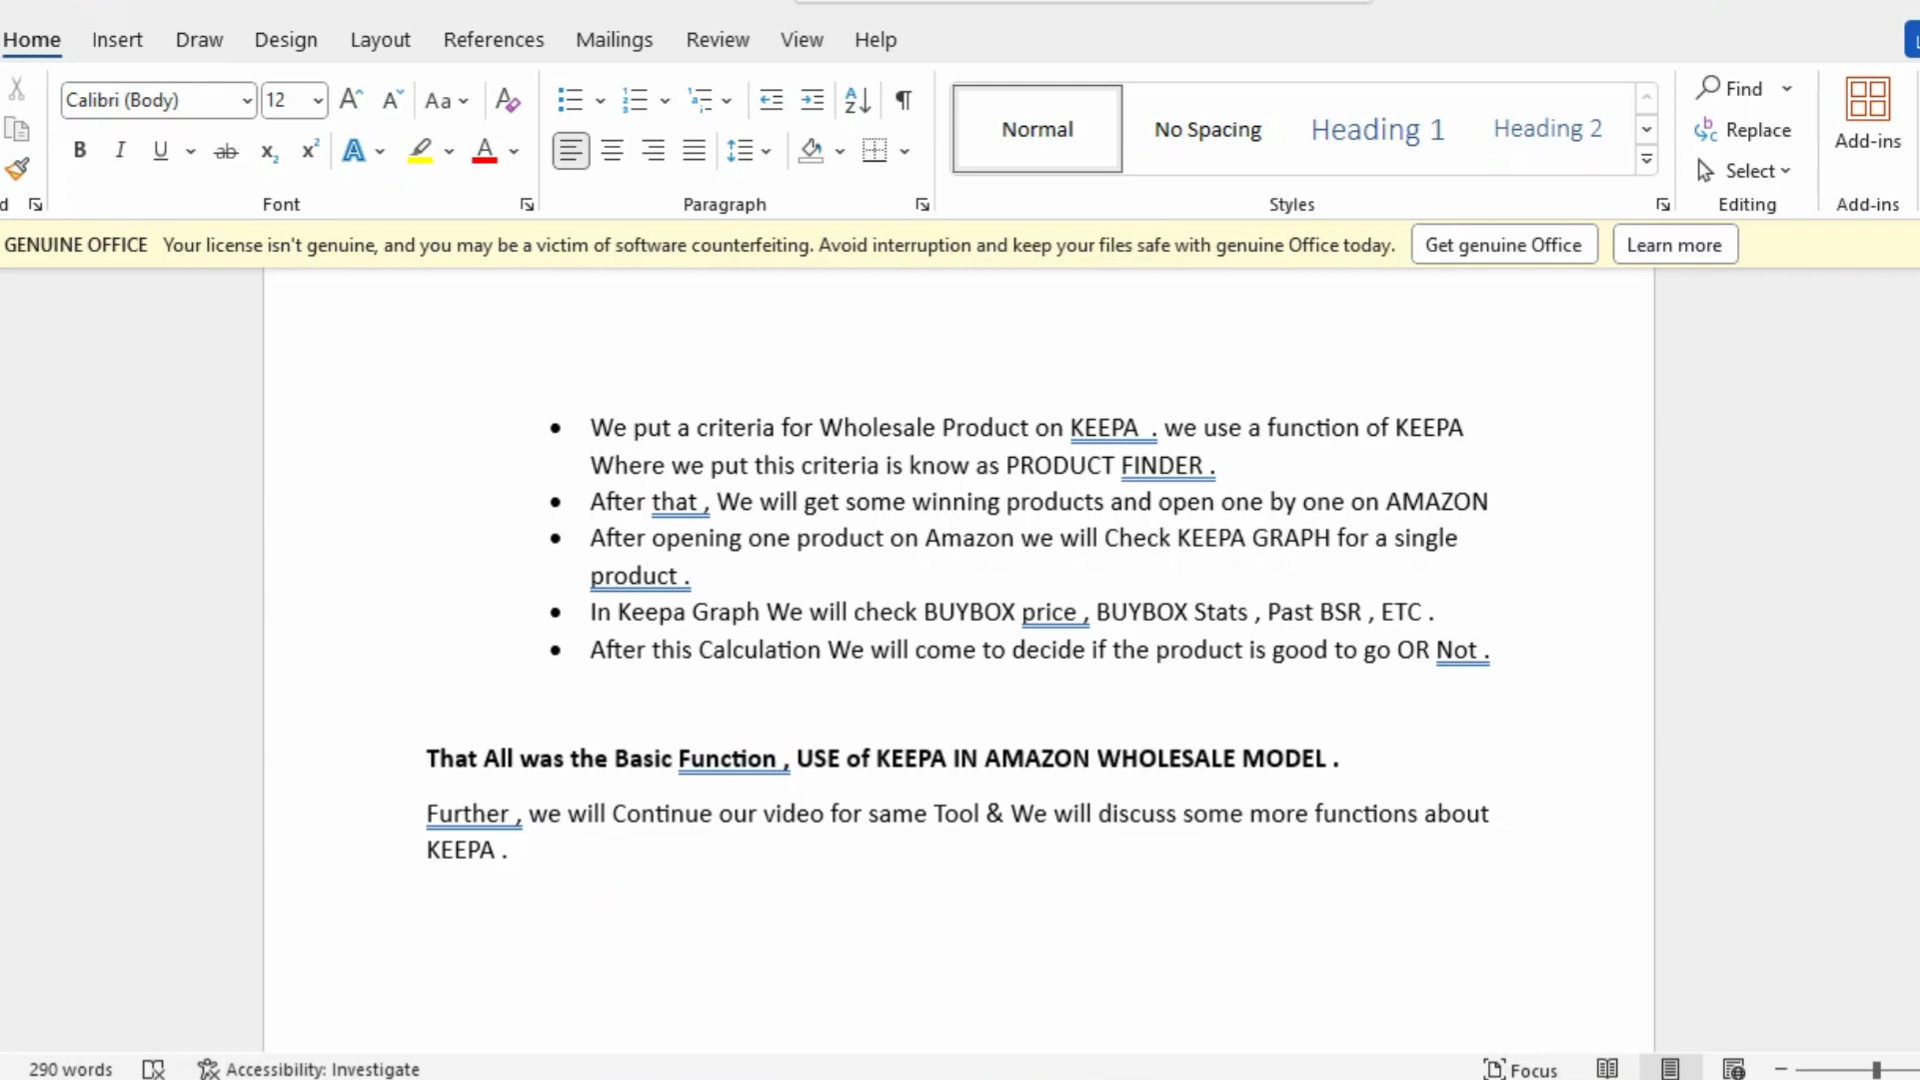 Home Insert Draw Design Layout References Mailings Review View Help
Calibri (Body) 12 Aa Normal No Spacing Heading 1 Heading 2 Find Replace Select Add-ins
d Font Paragraph Styles Editing Add-ins
GENUINE OFFICE Your license isn't genuine, and you may be a victim of software counterfeiting. Avoid interruption and keep your files safe with genuine Office today. Get genuine Office Learn more
• We put a criteria for Wholesale Product on KEEPA . we use a function of KEEPA
Where we put this criteria is know as PRODUCT FINDER .
• After that , We will get some winning products and open one by one on AMAZON
• After opening one product on Amazon we will Check KEEPA GRAPH for a single
product .
• In Keepa Graph We will check BUYBOX price , BUYBOX Stats , Past BSR , ETC .
• After this Calculation We will come to decide if the product is good to go OR Not .
That All was the Basic Function , USE of KEEPA IN AMAZON WHOLESALE MODEL .
Further , we will Continue our video for same Tool & We will discuss some more functions about
KEEPA .
290 words Accessibility: Investigate Focus